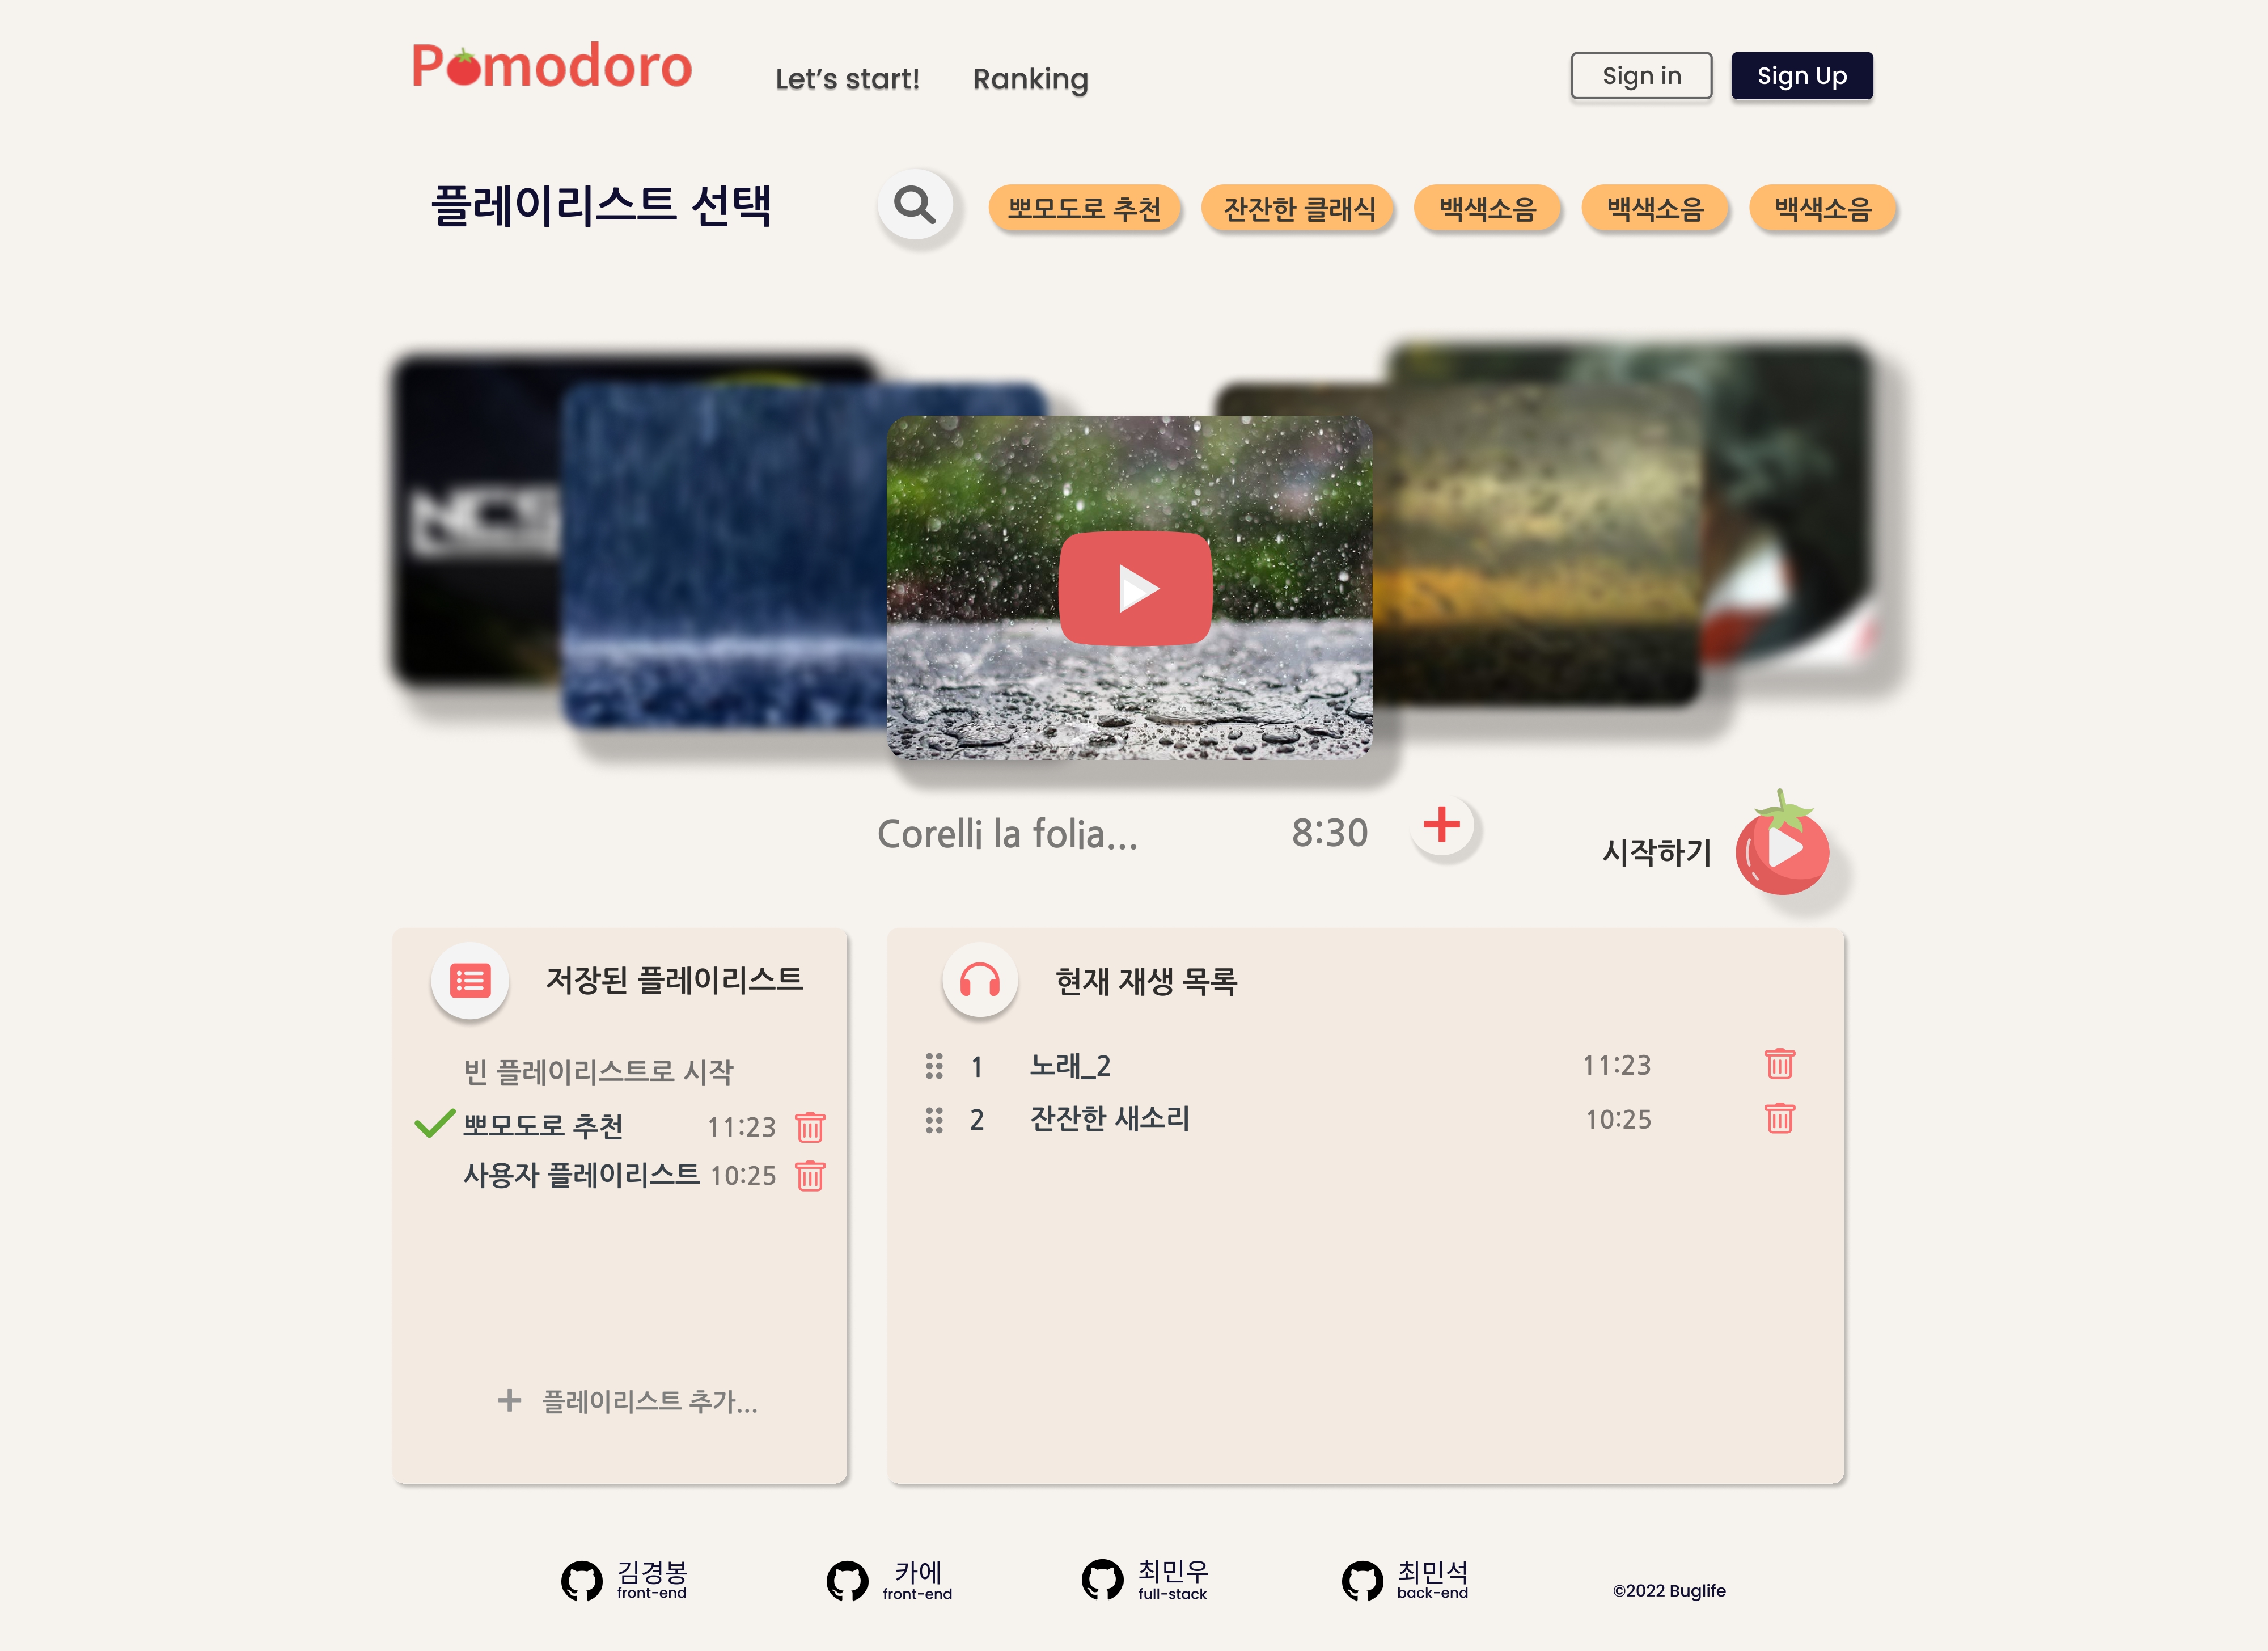 Pomodoro
Let's start!
Ranking
Sign in
Sign Up
플레이리스트 선택
뽀모도로 추천
잔잔한 클래식
백색소음
백색소음
백색소음
NCS
Corelli la folia...
8:30
시작하기
저장된 플레이리스트
빈 플레이리스트로 시작
뽀모도로 추천 11:23
사용자 플레이리스트 10:25
플레이리스트 추가...
현재 재생 목록
1 노래_2 11:23
2 잔잔한 새소리 10:25
김경봉
front-end
카에
front-end
최민우
full-stack
최민석
back-end
©2022 Buglife